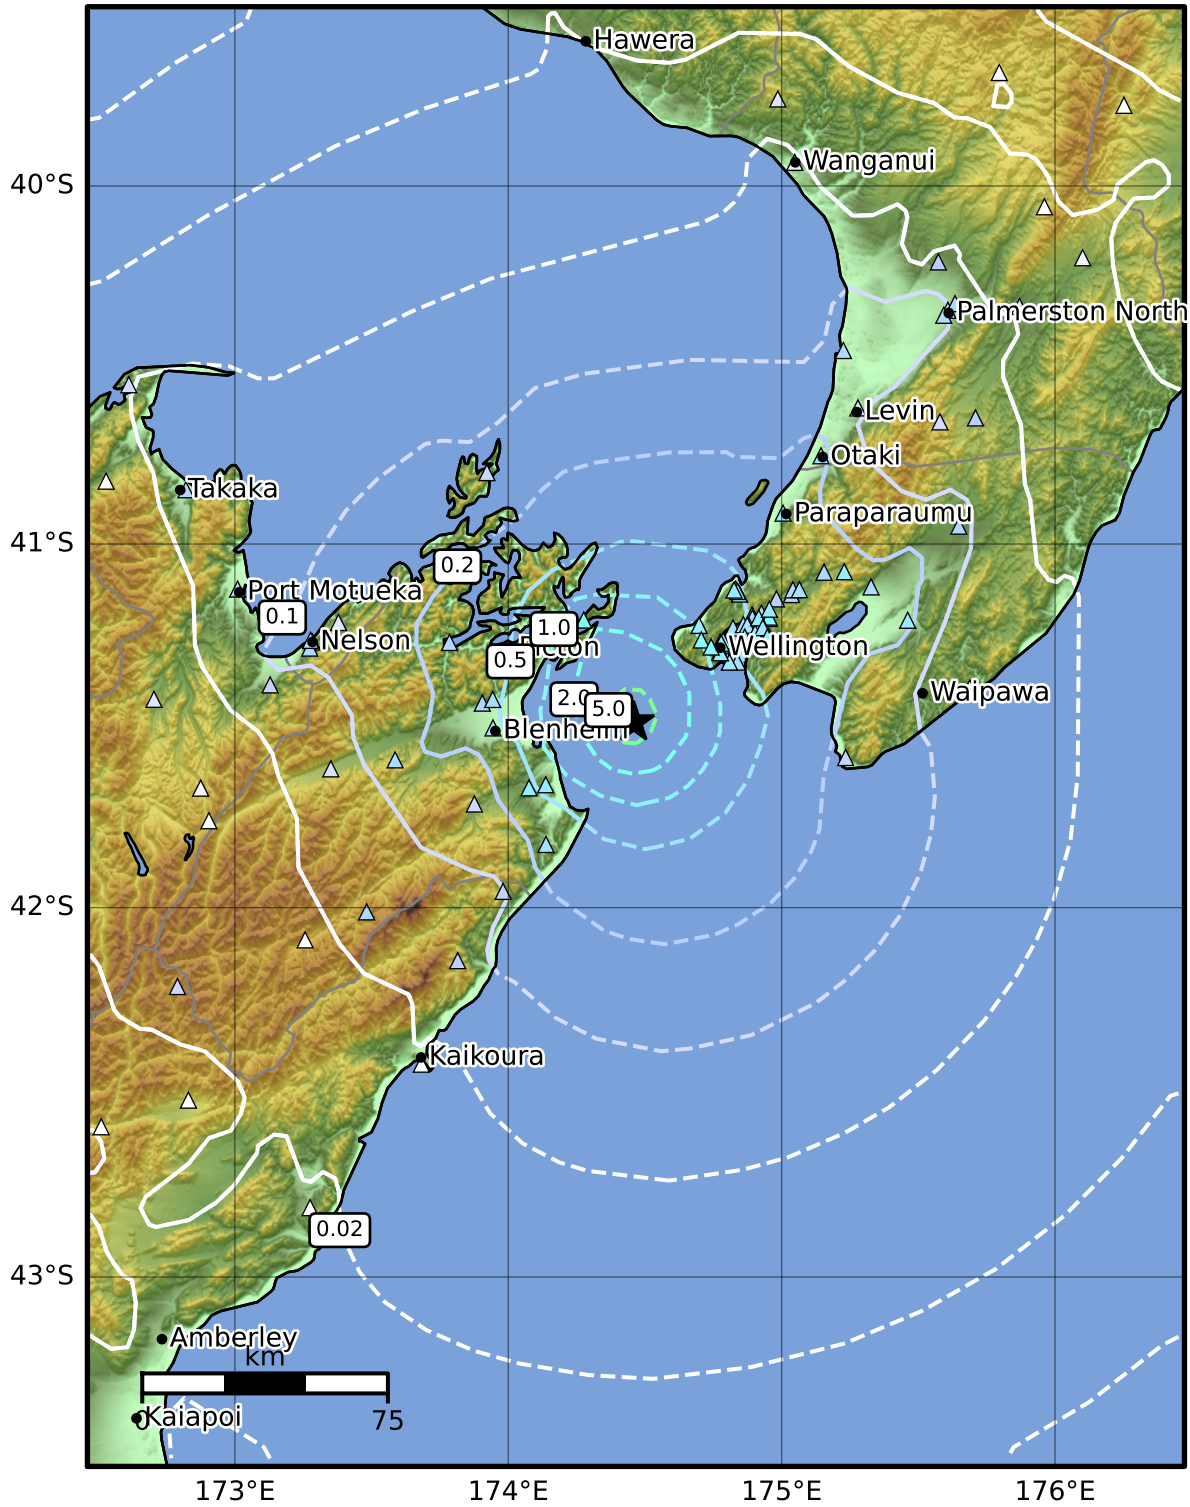 Hawera
Wanganui
40°S
Palmerston North
Levin
Otaki
Takaka
Paraparaumu
41°S
0.2
Port Motueka
0.1
1.0
Nelson
Picton
Wellington
0.5
Waipawa
2.0
5.0
Blenheim
42°S
Kaikoura
0.02
43°S
Amberley
km
0
75
Kaiapoi
173°E
174°E
175°E
176°E